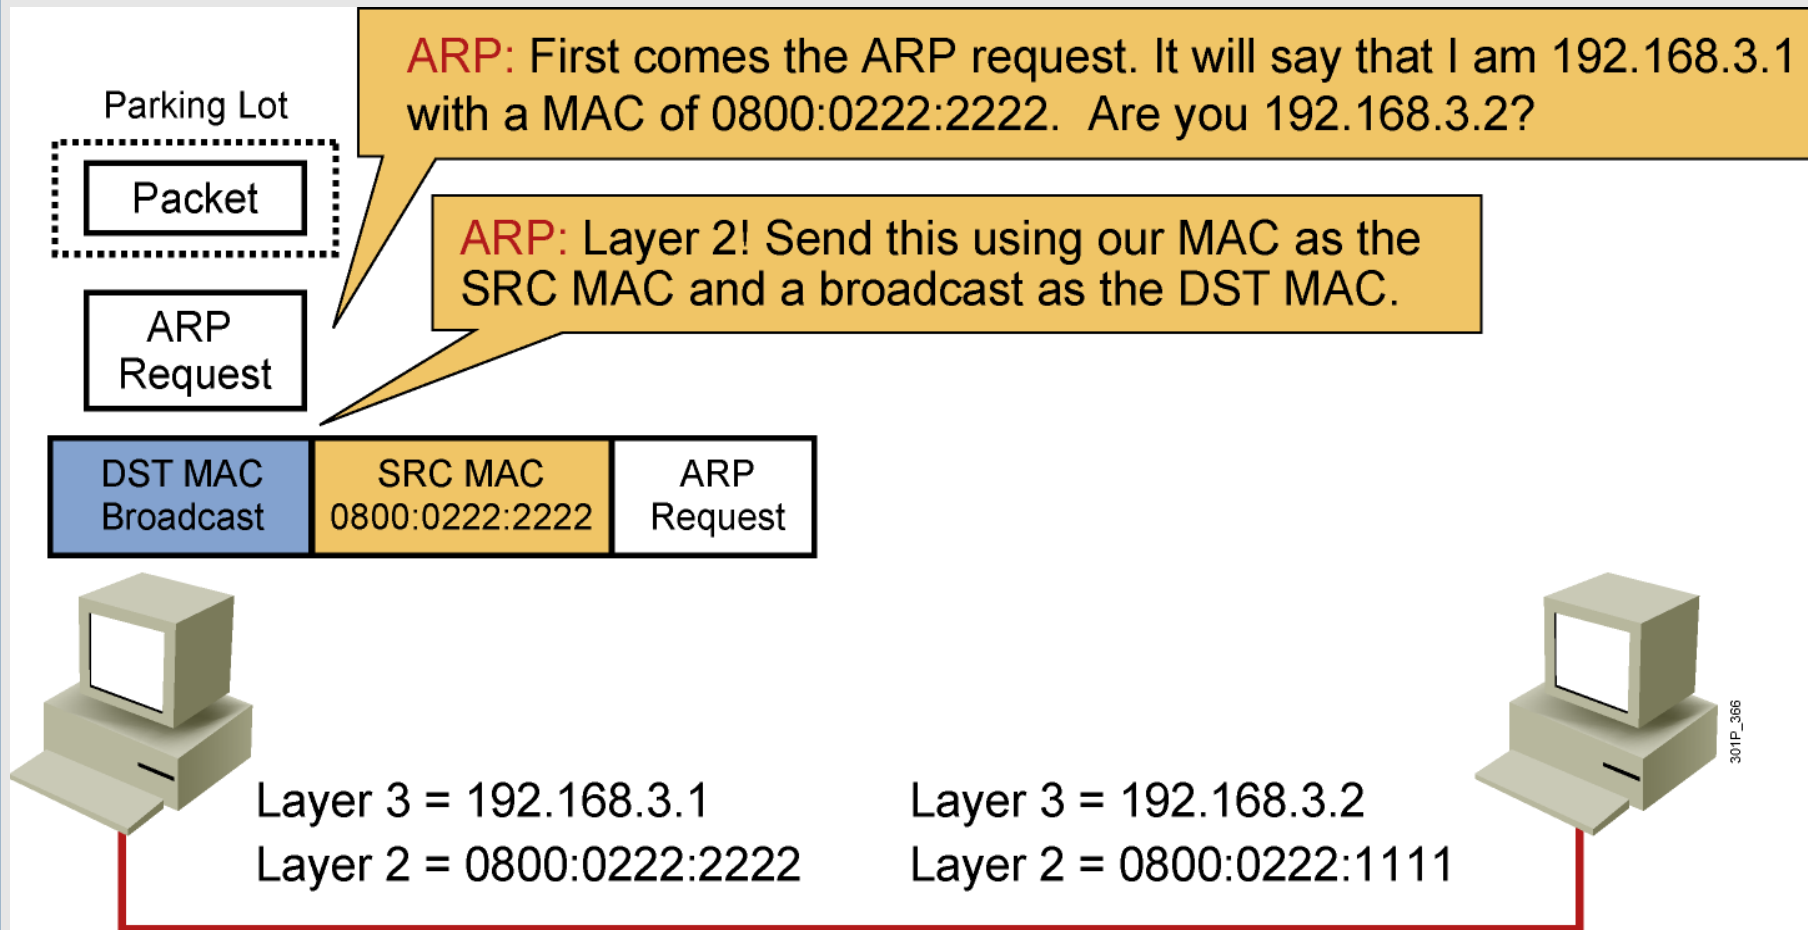 ARP: First comes the ARP request. It will say that I am 192.168.3.1
with a MAC of 0800:0222:2222. Are you 192.168.3.2?
Parking Lot
Packet
ARP: Layer 2! Send this using our MAC as the
SRC MAC and a broadcast as the DST MAC.
ARP
Request
DST MAC
Broadcast
SRC MAC
0800:0222:2222
ARP
Request
Layer 3 = 192.168.3.1
Layer 2 = 0800:0222:2222
Layer 3 = 192.168.3.2
Layer 2 = 0800:0222:1111
301P_366